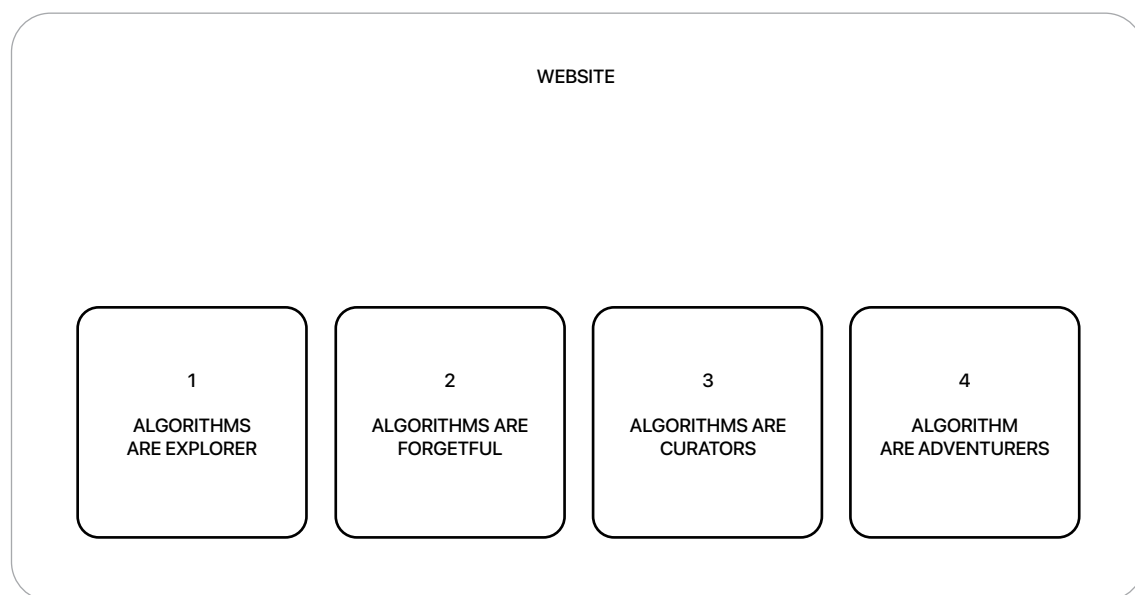 WEBSITE
1
ALGORITHMS
ARE EXPLORER
2
ALGORITHMS ARE
FORGETFUL
3
ALGORITHMS ARE
CURATORS
4
ALGORITHM
ARE ADVENTURERS